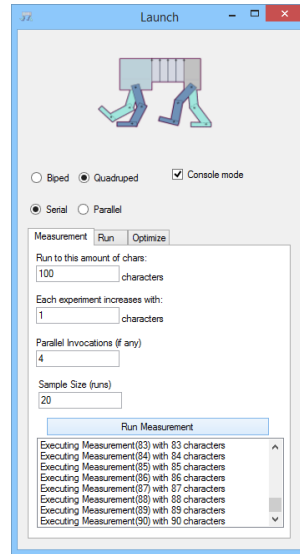 Launch
Biped Quadruped Console mode
Serial Parallel
Measurement Run Optimize
Run to this amount of chars:
100 characters
Each experiment increases with:
1 characters
Parallel Invocations (if any)
4
Sample Size (runs)
20
Run Measurement
Executing Measurement(83) with 83 characters
Executing Measurement(84) with 84 characters
Executing Measurement(85) with 85 characters
Executing Measurement(86) with 86 characters
Executing Measurement(87) with 87 characters
Executing Measurement(88) with 88 characters
Executing Measurement(89) with 89 characters
Executing Measurement(90) with 90 characters